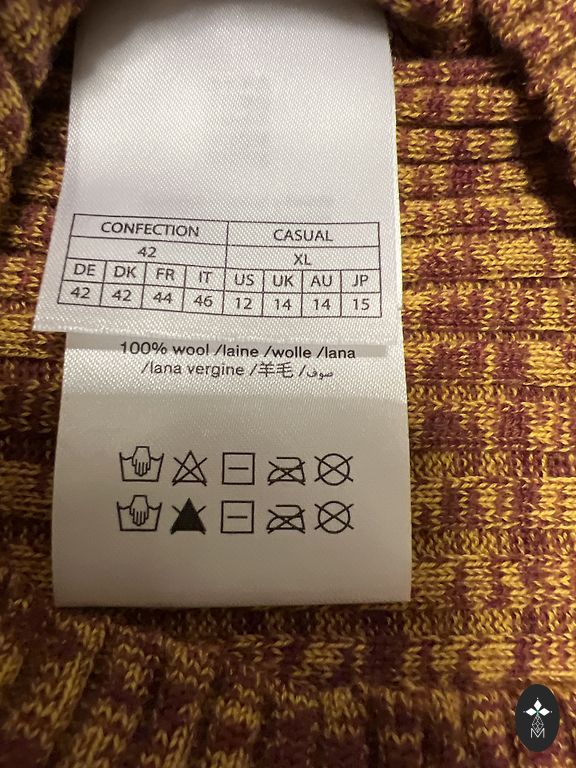 CONFECTION CASUAL
42 XL
DE DK FR IT US UK AU JP
42 42 44 46 12 14 14 15
100% wool /laine /wolle /lana
/lana vergine /羊毛 /صوف